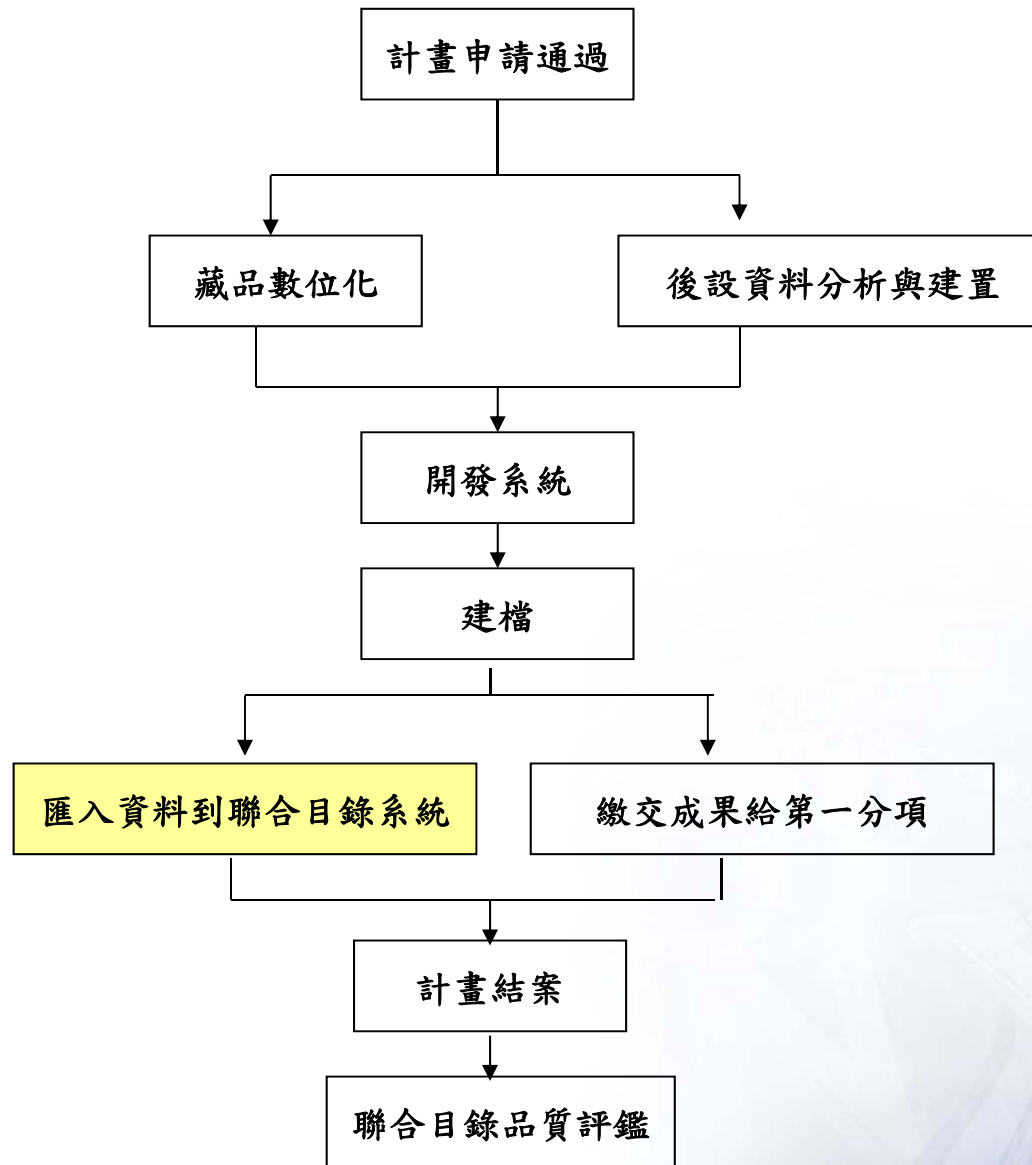 計畫申請通過
藏品數位化
後設資料分析與建置
開發系統
建檔
匯入資料到聯合目錄系統
繳交成果給第一分項
計畫結案
聯合目錄品質評鑑